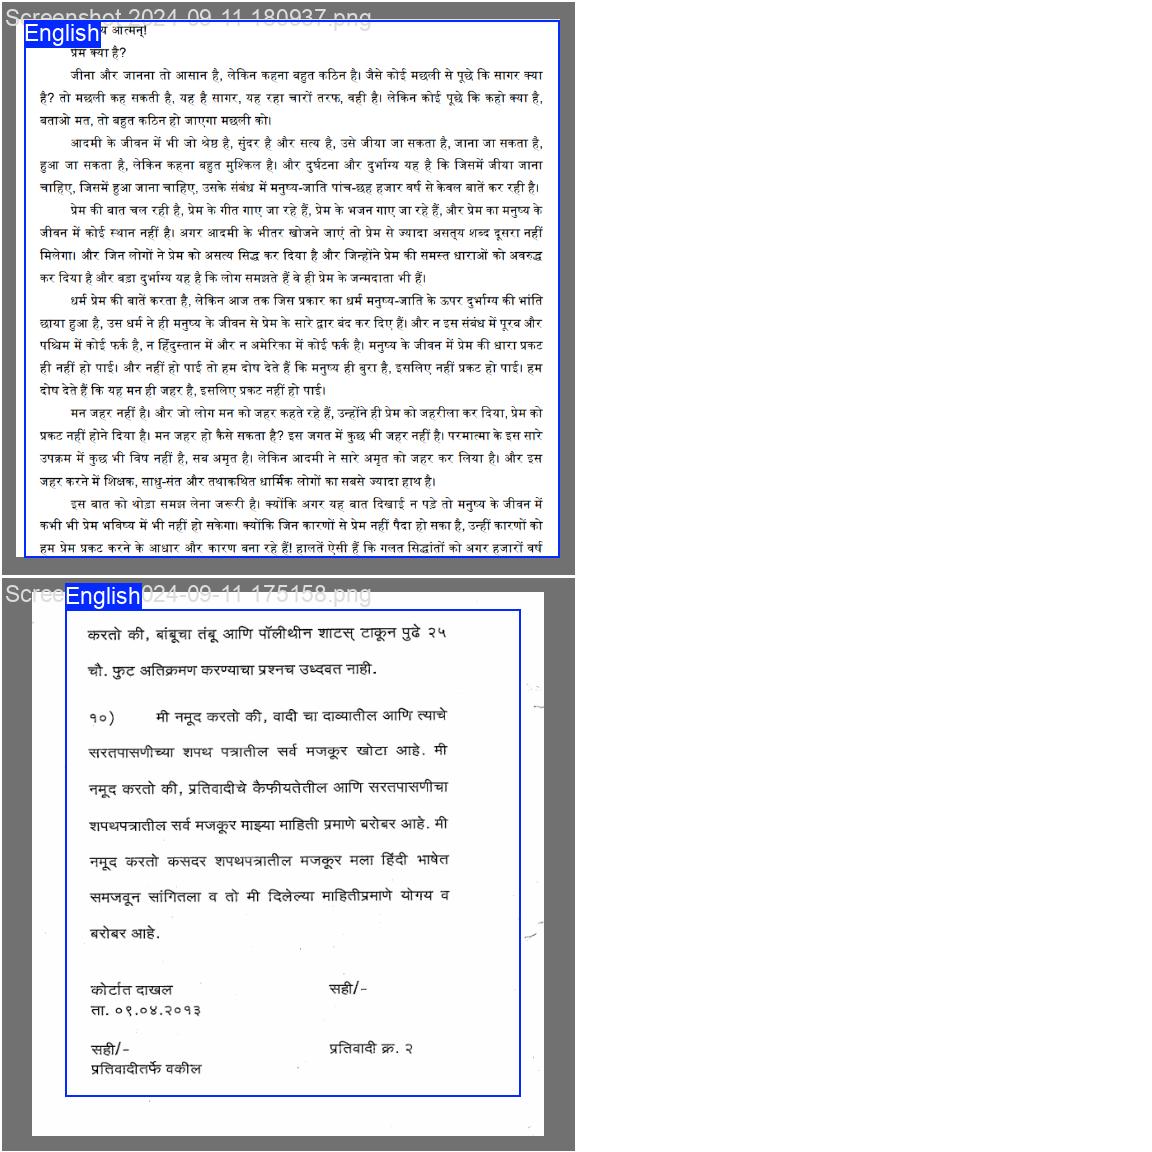 Screenshot 2024-09-11 180937.png
English
आत्मन्!
प्रेम क्या है?
जीना और जानना तो आसान है, लेकिन कहना बहुत कठिन है। जैसे कोई मछली से पूछे कि सागर क्या
है? तो मछली कह सकती है, यह है सागर, यह रहा चारों तरफ, वही है। लेकिन कोई पूछे कि कहो क्या है,
बताओ मत, तो बहुत कठिन हो जाएगा मछली को।
आदमी के जीवन में भी जो श्रेष्ठ है, सुंदर है और सत्य है, उसे जीया जा सकता है, जाना जा सकता है,
हुआ जा सकता है, लेकिन कहना बहुत मुश्किल है। और दुर्घटना और दुर्भाग्य यह है कि जिसमें जीया जाना
चाहिए, जिसमें हुआ जाना चाहिए, उसके संबंध में मनुष्य-जाति पांच-छह हजार वर्ष से केवल बातें कर रही है।
प्रेम की बात चल रही है, प्रेम के गीत गाए जा रहे हैं, प्रेम के भजन गाए जा रहे हैं, और प्रेम का मनुष्य के
जीवन में कोई स्थान नहीं है। अगर आदमी के भीतर खोजने जाएं तो प्रेम से ज्यादा असत्य शब्द दूसरा नहीं
मिलेगा। और जिन लोगों ने प्रेम को असत्य सिद्ध कर दिया है और जिन्होंने प्रेम की समस्त धाराओं को अवरुद्ध
कर दिया है और बड़ा दुर्भाग्य यह है कि लोग समझते हैं वे ही प्रेम के जन्मदाता भी हैं।
धर्म प्रेम की बातें करता है, लेकिन आज तक जिस प्रकार का धर्म मनुष्य-जाति के ऊपर दुर्भाग्य की भांति
छाया हुआ है, उस धर्म ने ही मनुष्य के जीवन से प्रेम के सारे द्वार बंद कर दिए हैं। और न इस संबंध में पूरब और
पश्चिम में कोई फर्क है, न हिंदुस्तान में और न अमेरिका में कोई फर्क है। मनुष्य के जीवन में प्रेम की धारा प्रकट
ही नहीं हो पाई। और नहीं हो पाई तो हम दोष देते हैं कि मनुष्य ही बुरा है, इसलिए नहीं प्रकट हो पाई। हम
दोष देते हैं कि यह मन ही जहर है, इसलिए प्रकट नहीं हो पाई।
मन जहर नहीं है। और जो लोग मन को जहर कहते रहे हैं, उन्होंने ही प्रेम को जहरीला कर दिया, प्रेम को
प्रकट नहीं होने दिया है। मन जहर हो कैसे सकता है? इस जगत में कुछ भी जहर नहीं है। परमात्मा के इस सारे
उपक्रम में कुछ भी विष नहीं है, सब अमृत है। लेकिन आदमी ने सारे अमृत को जहर कर लिया है। और इस
जहर करने में शिक्षक, साधु-संत और तथाकथित धार्मिक लोगों का सबसे ज्यादा हाथ है।
इस बात को थोड़ा समझ लेना जरूरी है। क्योंकि अगर यह बात दिखाई न पड़े तो मनुष्य के जीवन में
कभी भी प्रेम भविष्य में भी नहीं हो सकेगा। क्योंकि जिन कारणों से प्रेम नहीं पैदा हो सका है, उन्हीं कारणों को
हम प्रेम प्रकट करने के आधार और कारण बना रहे हैं! हालतें ऐसी हैं कि गलत सिद्धांतों को अगर हजारों वर्ष
English
करतो की, बांबूचा तंबू आणि पॉलीथीन शाटस् टाकून पुढे २५
चौ. फुट अतिक्रमण करण्याचा प्रश्नच उध्दवत नाही.
१०) मी नमूद करतो की, वादी चा दाव्यातील आणि त्याचे
सरतपासणीच्या शपथ पत्रातील सर्व मजकूर खोटा आहे. मी
नमूद करतो की, प्रतिवादीचे कैफीयतेतील आणि सरतपासणीचा
शपथपत्रातील सर्व मजकूर माझ्या माहिती प्रमाणे बरोबर आहे. मी
नमूद करतो कसदर शपथपत्रातील मजकूर मला हिंदी भाषेत
समजवून सांगितला व तो मी दिलेल्या माहितीप्रमाणे योगय व
बरोबर आहे.
कोर्टात दाखल सही/-
ता. ०९.०४.२०१३
सही/- प्रतिवादी क्र. २
प्रतिवादीतर्फे वकील